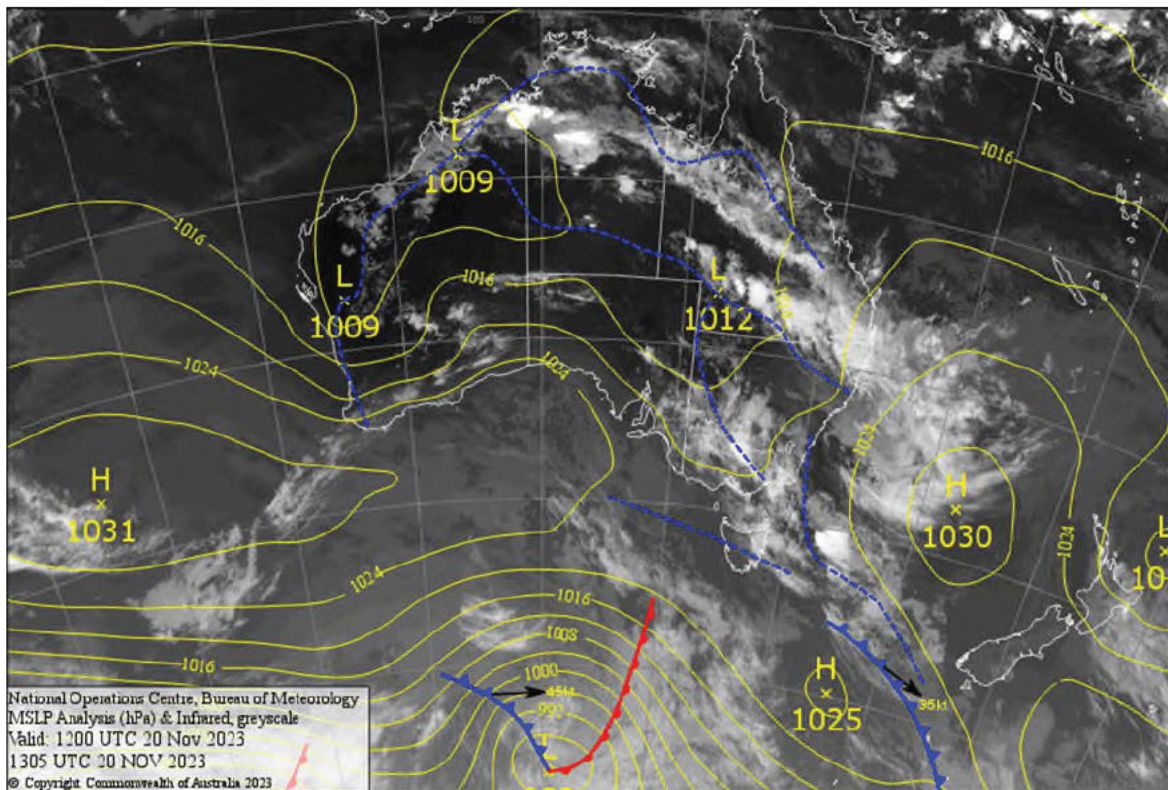 1016
L
1009
1016
1016
L
1009
L
1012
1024
1024
1024
H
1031
H
1030
1024
L
10
1024
1016
1008
1000
45kt
992
H
1025
35kt
1016
L
National Operations Centre, Bureau of Meteorology
MSLP Analysis (hPa) & Infrared, greyscale
Valid: 1200 UTC 20 Nov 2023
1305 UTC 20 NOV 2023
© Copyright Commonwealth of Australia 2023